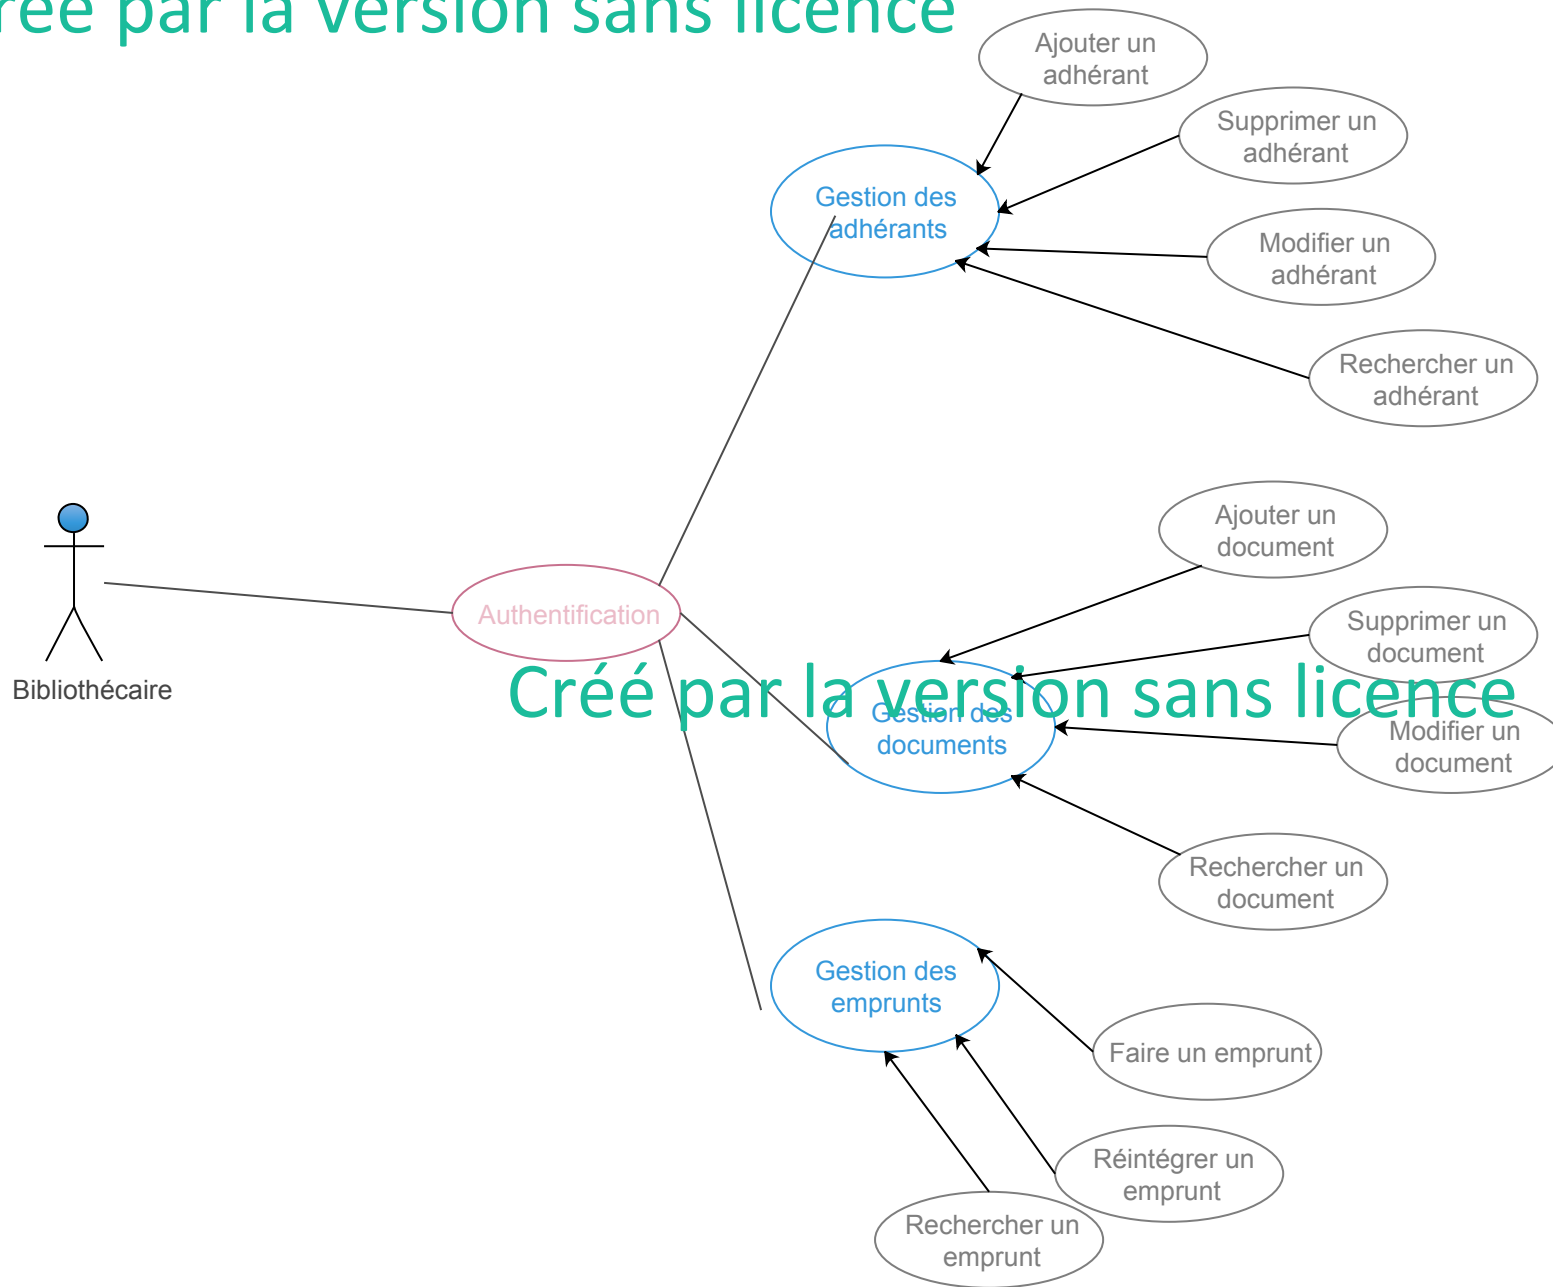 Créé par la version sans licence
Ajouter un
adhérant
Supprimer un
adhérant
Gestion des
adhérants
Modifier un
adhérant
Rechercher un
adhérant
Ajouter un
document
Authentification
Supprimer un
document
Bibliothécaire
Créé par la version sans licence
Gestion des
documents
Modifier un
document
Rechercher un
document
Gestion des
emprunts
Faire un emprunt
Réintégrer un
emprunt
Rechercher un
emprunt